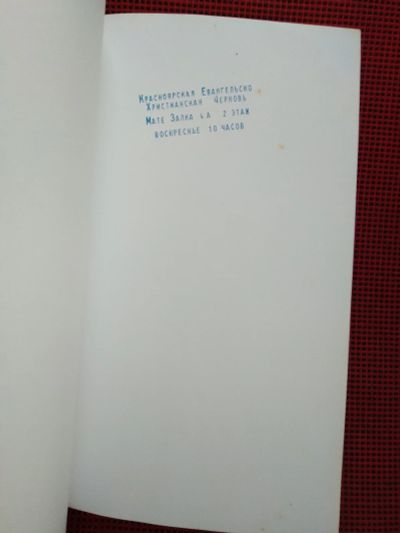 Красноярская Евангельско
Христианская Церковь
Мате Залка 4А 2 этаж
воскресенье 10 часов